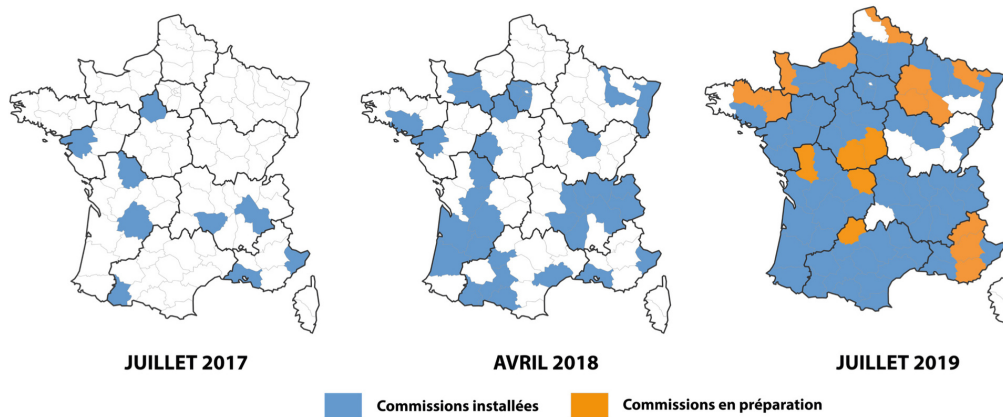 JUILLET 2017
AVRIL 2018
JUILLET 2019
Commissions installées
Commissions en préparation